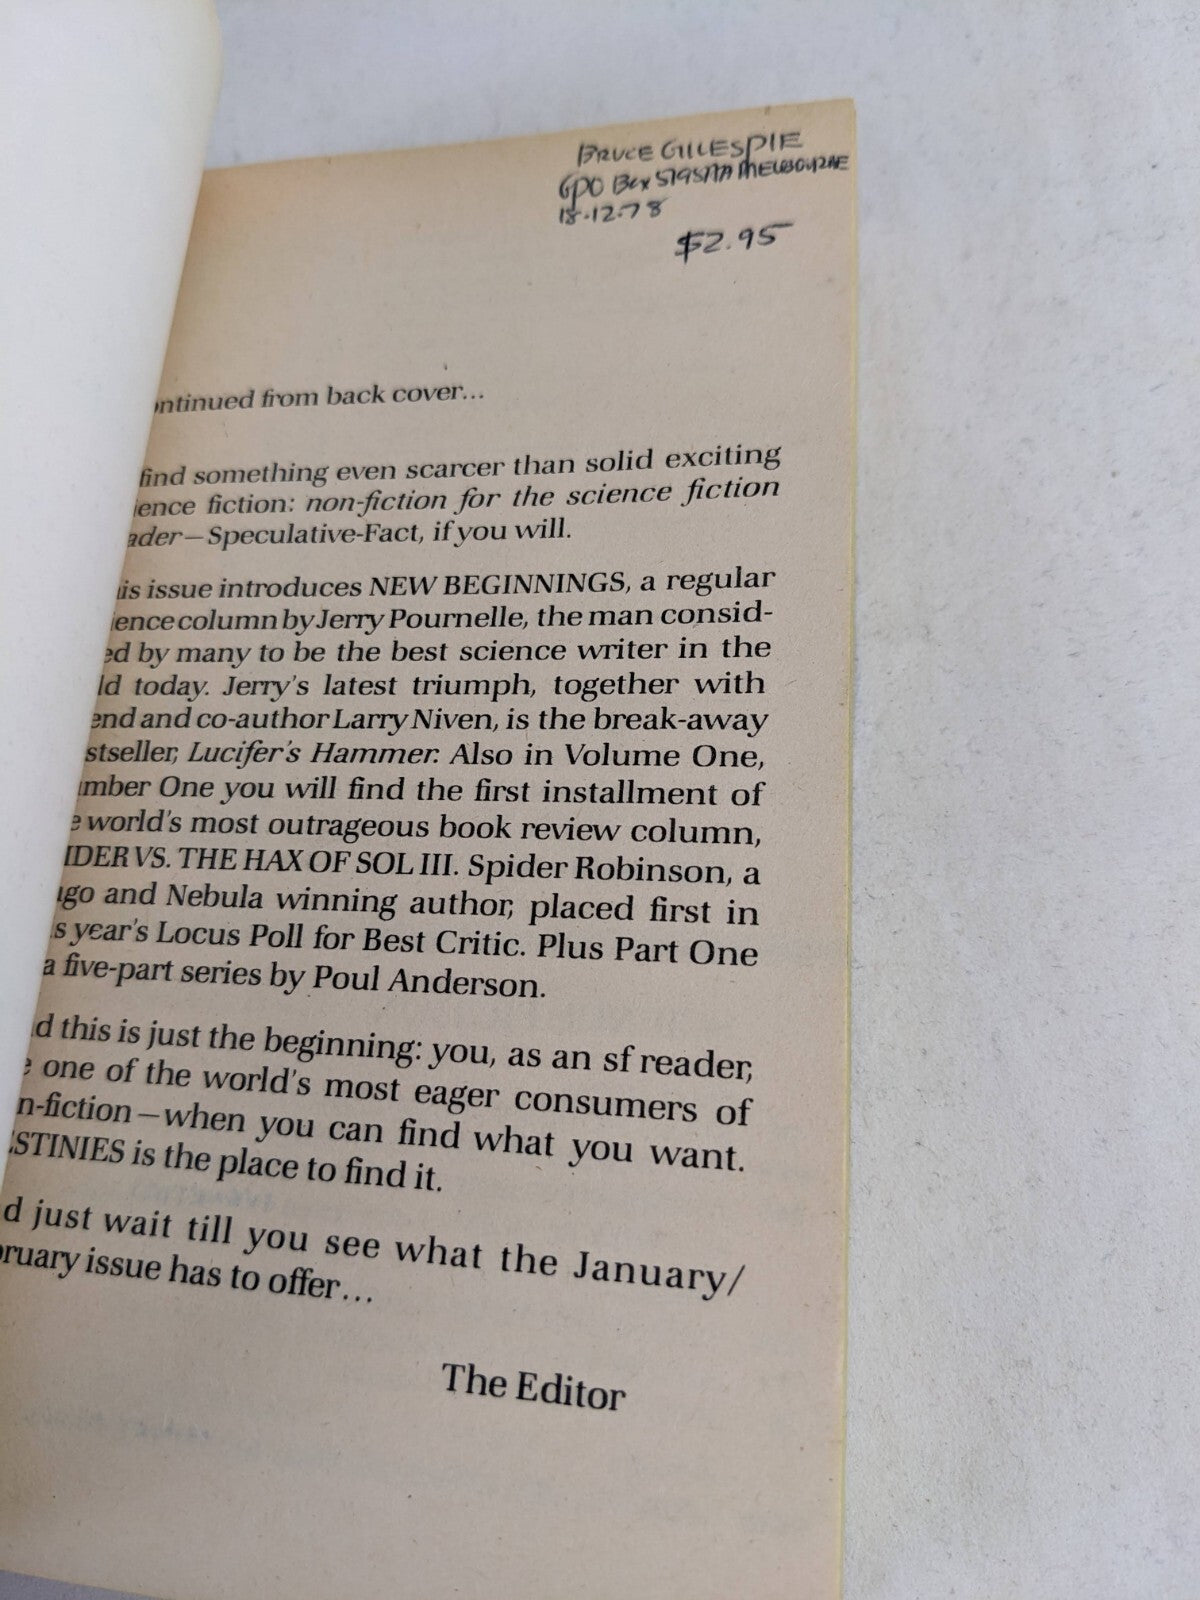 BRUCE GILLESPIE
GPO Box 5195AA MELBOURNE
18.12.78
$2.95
ontinued from back cover...
find something even scarcer than solid exciting
ience fiction: non-fiction for the science fiction
ader—Speculative-Fact, if you will.
is issue introduces NEW BEGINNINGS, a regular
ience column by Jerry Pournelle, the man consid-
ed by many to be the best science writer in the
ld today. Jerry's latest triumph, together with
end and co-author Larry Niven, is the break-away
stseller, Lucifer's Hammer. Also in Volume One,
mber One you will find the first installment of
e world's most outrageous book review column,
IDER VS. THE HAX OF SOL III. Spider Robinson, a
ugo and Nebula winning author, placed first in
s year's Locus Poll for Best Critic. Plus Part One
a five-part series by Poul Anderson.
d this is just the beginning: you, as an sf reader,
e one of the world's most eager consumers of
n-fiction—when you can find what you want.
ESTINIES is the place to find it.
d just wait till you see what the January/
ruary issue has to offer...
The Editor